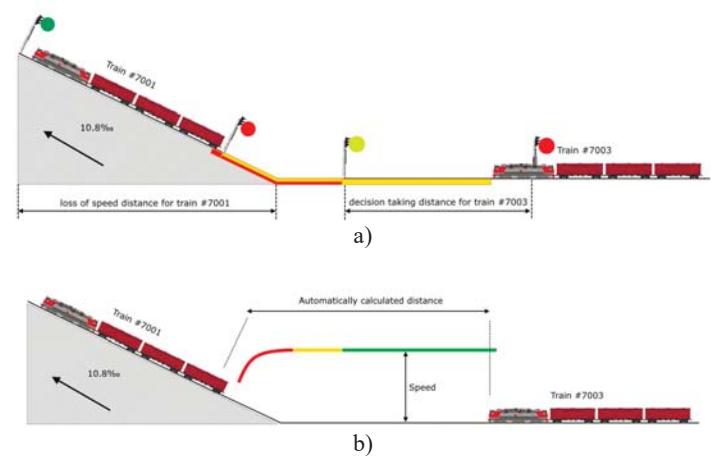 Train #7001
10.8‰
Train #7003
loss of speed distance for train #7001
decision taking distance for train #7003
a)
Automatically calculated distance
Train #7001
10.8‰
Speed
Train #7003
b)